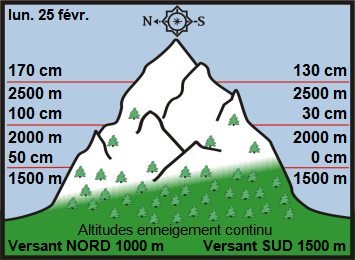 lun. 25 févr.
N S
170 cm 130 cm
2500 m 2500 m
100 cm 30 cm
2000 m 2000 m
50 cm 0 cm
1500 m 1500 m
Altitudes enneigement continu
Versant NORD 1000 m Versant SUD 1500 m